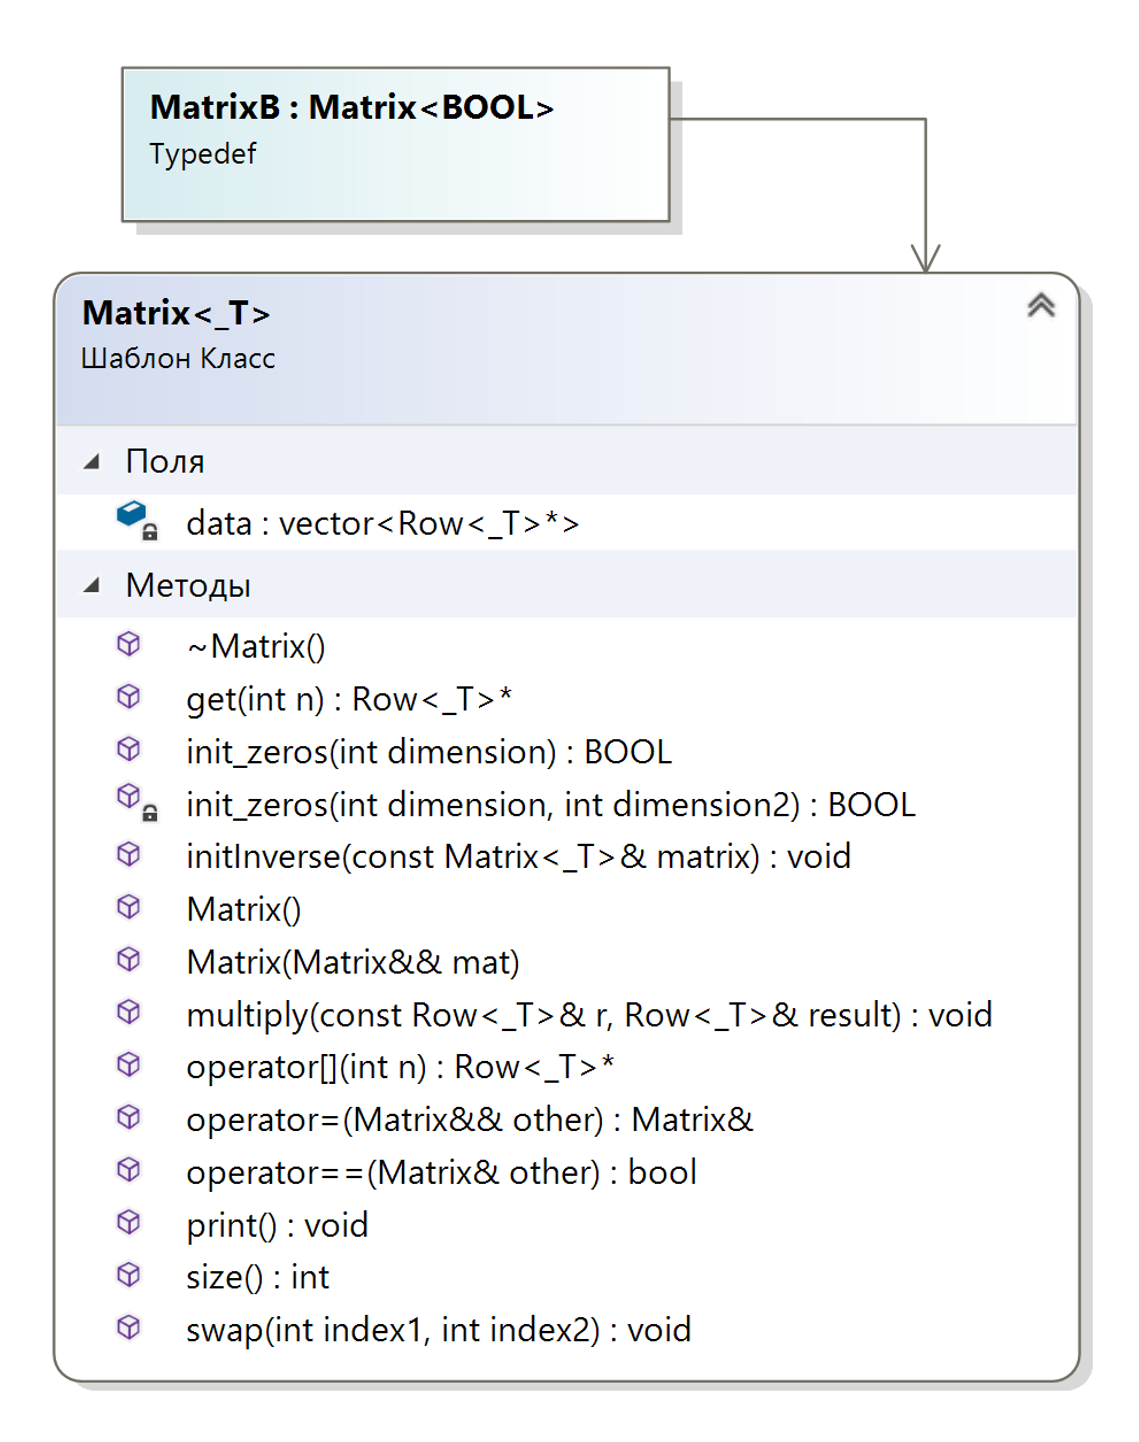 MatrixB : Matrix<BOOL>
Typedef
Matrix<_T>
Шаблон Класс
Поля
data : vector<Row<_T>*>
Методы
~Matrix()
get(int n) : Row<_T>*
init_zeros(int dimension) : BOOL
init_zeros(int dimension, int dimension2) : BOOL
initInverse(const Matrix<_T>& matrix) : void
Matrix()
Matrix(Matrix&& mat)
multiply(const Row<_T>& r, Row<_T>& result) : void
operator[](int n) : Row<_T>*
operator=(Matrix&& other) : Matrix&
operator==(Matrix& other) : bool
print() : void
size() : int
swap(int index1, int index2) : void